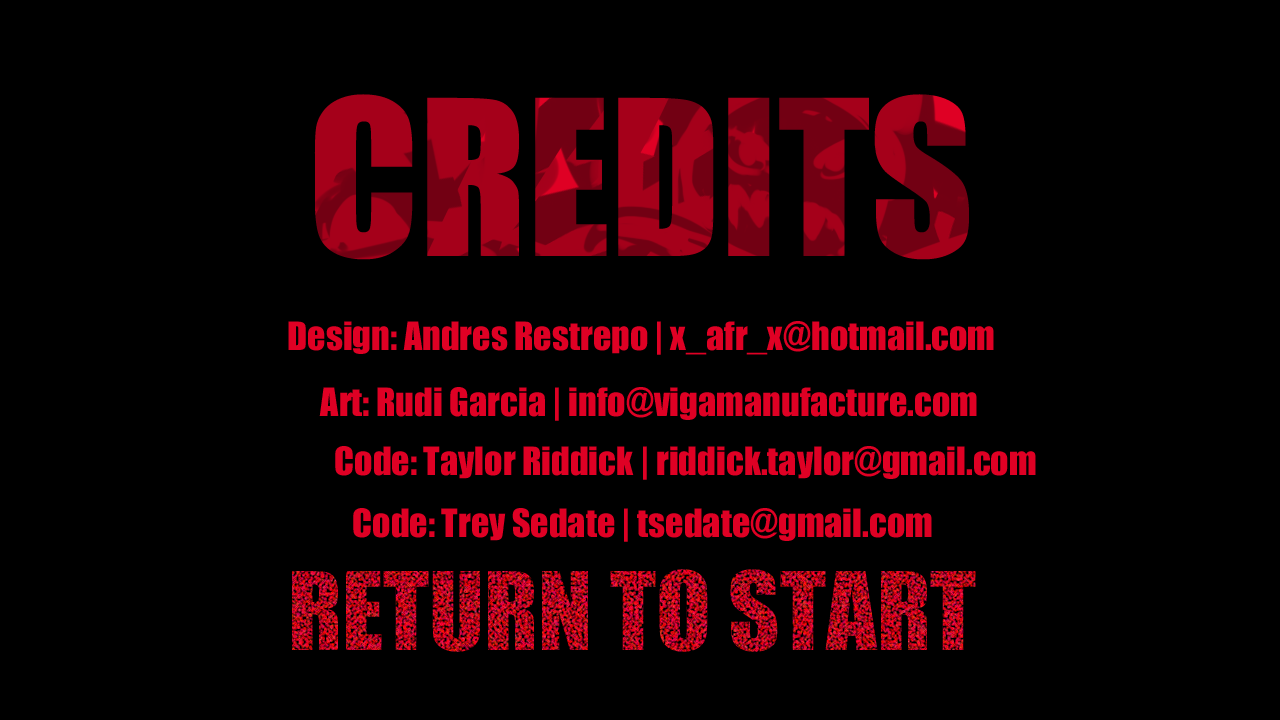 CREDITS
Design: Andres Restrepo | x_afr_x@hotmail.com
Art: Rudi Garcia | info@vigamanufacture.com
Code: Taylor Riddick | riddick.taylor@gmail.com
Code: Trey Sedate | tsedate@gmail.com
RETURN TO START